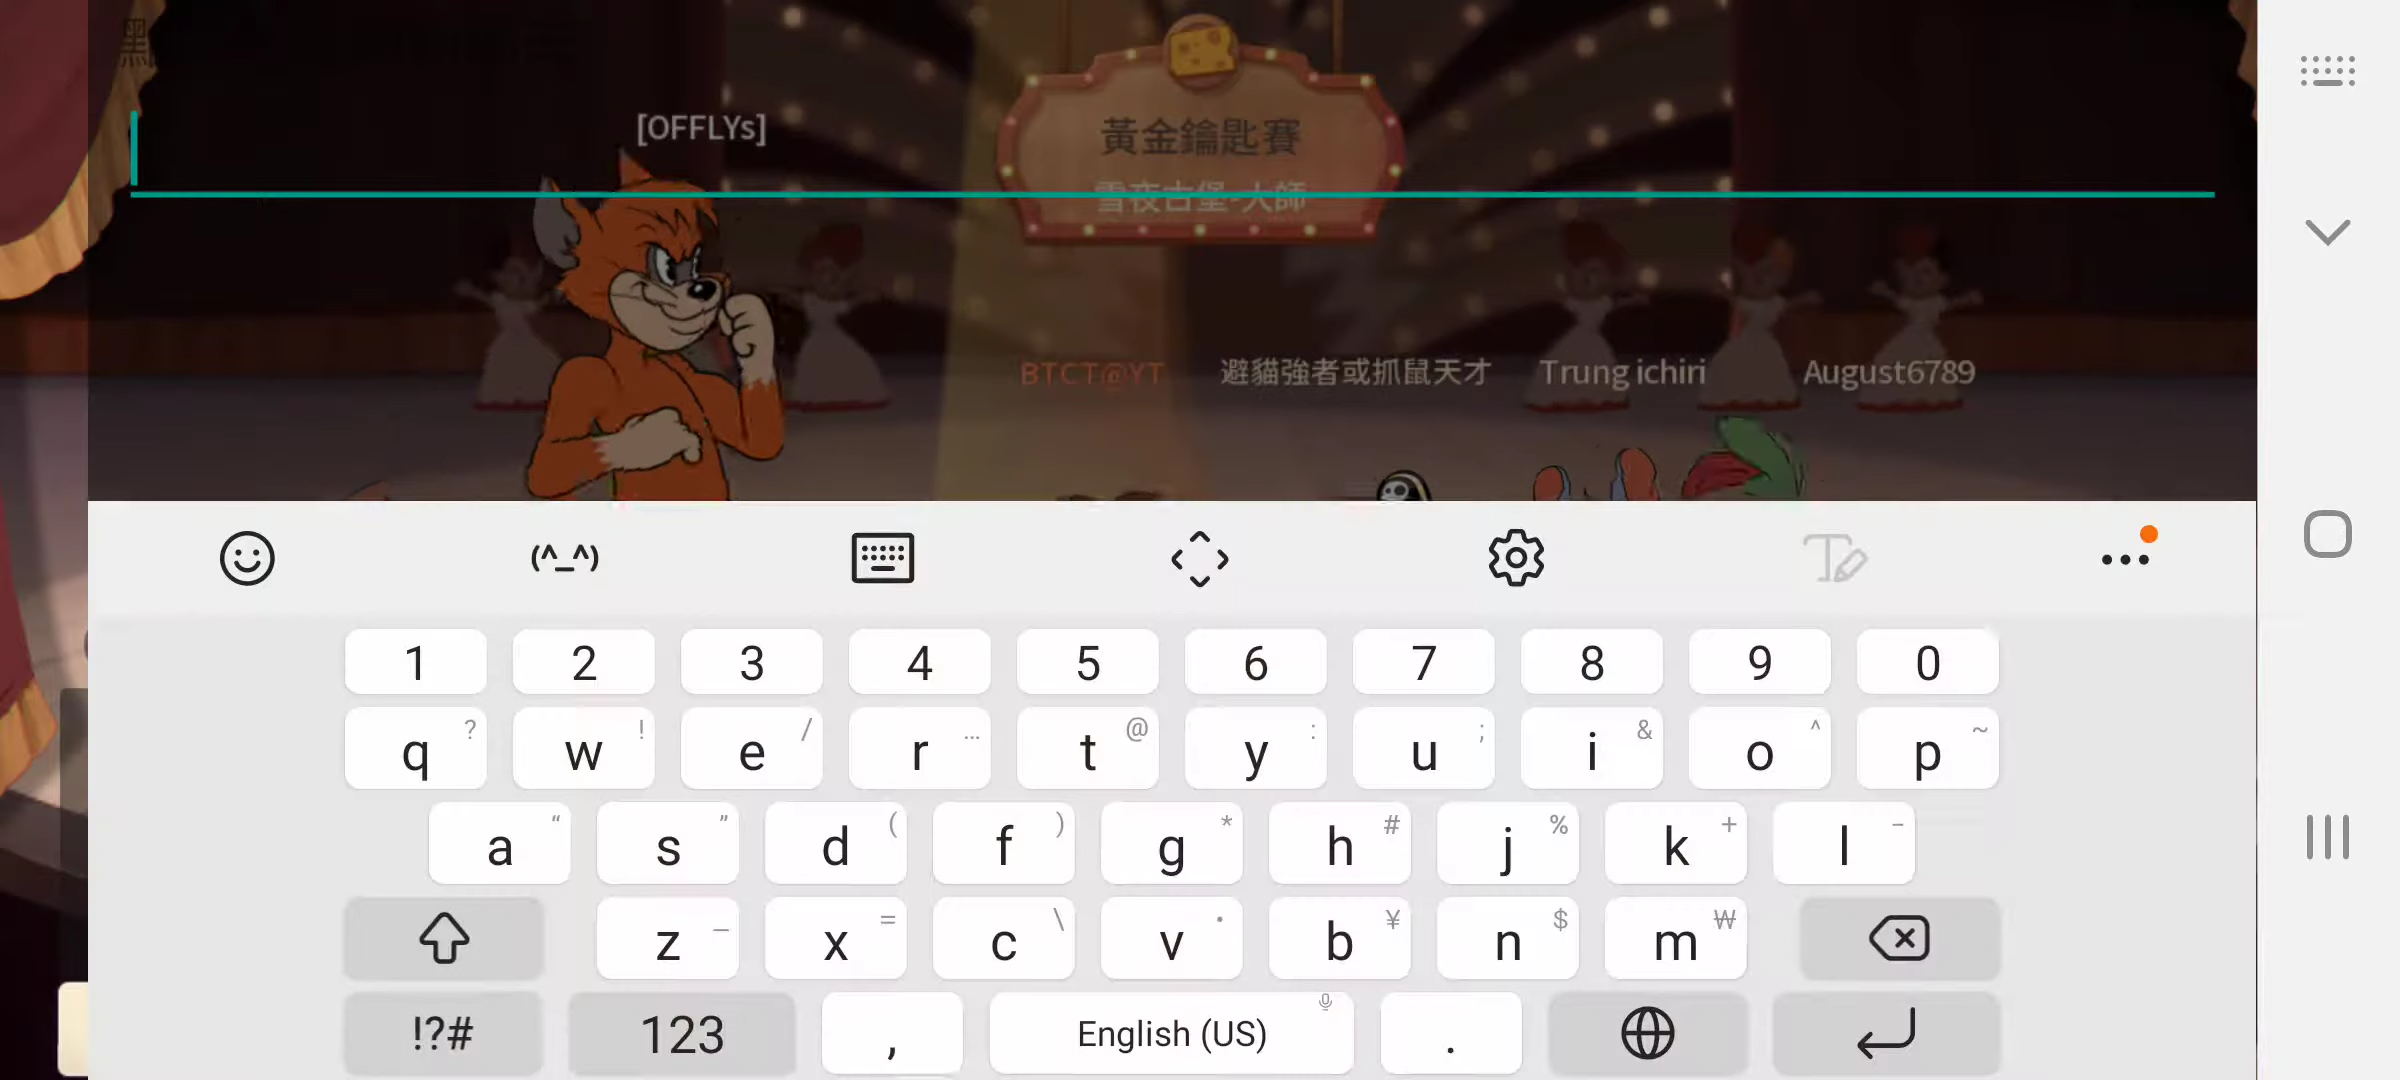 黑
[OFFLYs]
黃金鑰匙賽
雪夜古堡-大師
BTCT@YT 避貓強者或抓鼠天才 Trung ichiri August6789
(^_^)
1 2 3 4 5 6 7 8 9 0
q ? w ! e / r … t @ y : u ; i & o ^ p ~
a “ s ” d ( f ) g * h # j % k + l -
z _ x = c \ v · b ¥ n $ m ₩
!?# 123 , English (US) .